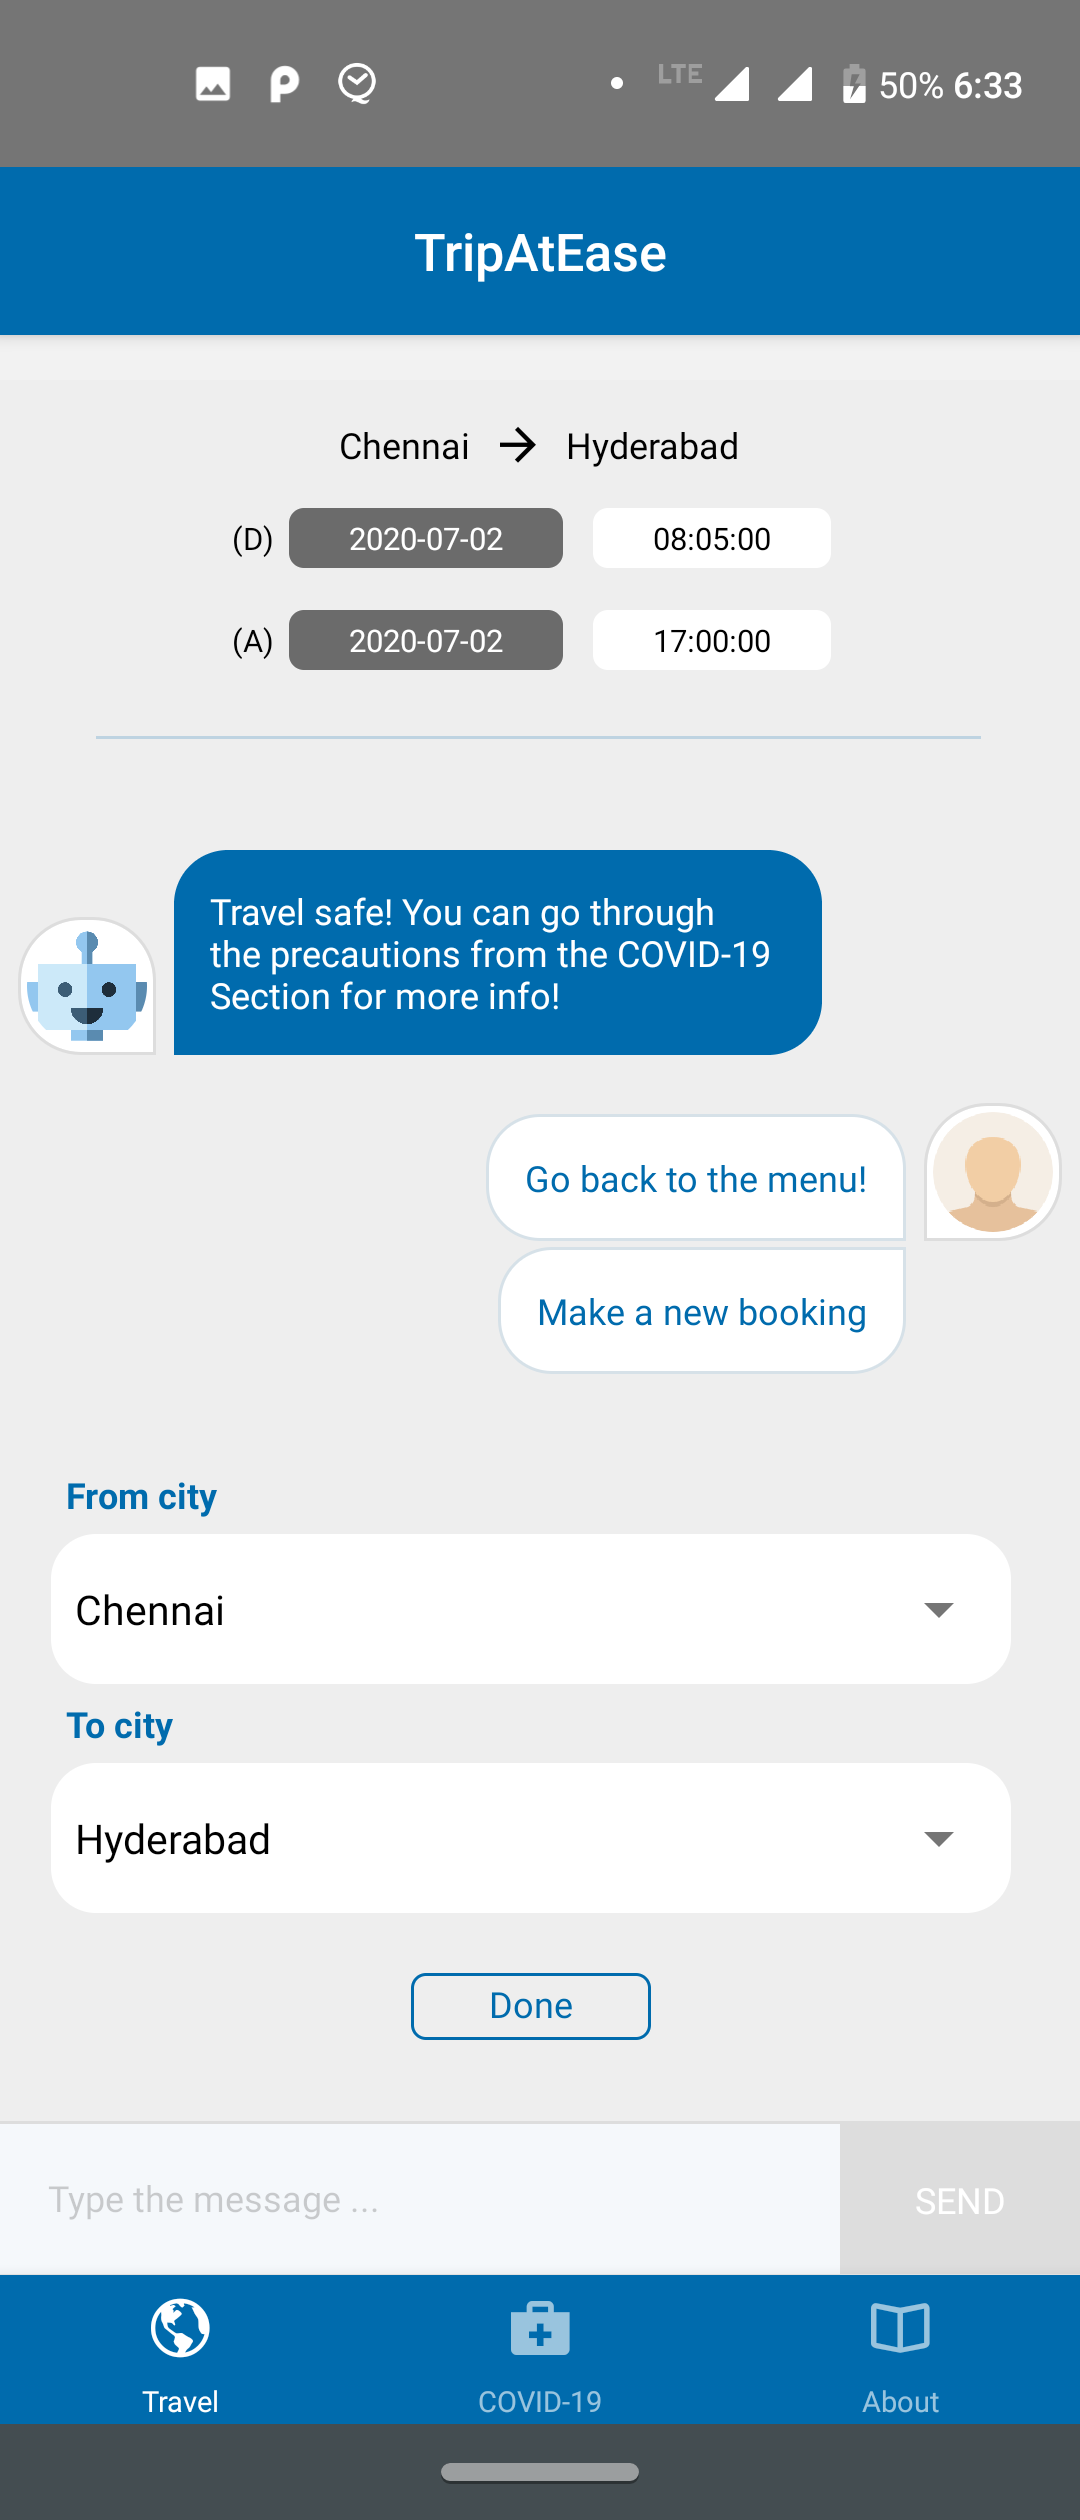 LTE 50% 6:33
TripAtEase
Chennai → Hyderabad
(D) 2020-07-02 08:05:00
(A) 2020-07-02 17:00:00
Travel safe! You can go through
the precautions from the COVID-19
Section for more info!
Go back to the menu!
Make a new booking
From city
Chennai
To city
Hyderabad
Done
Type the message ... SEND
Travel COVID-19 About